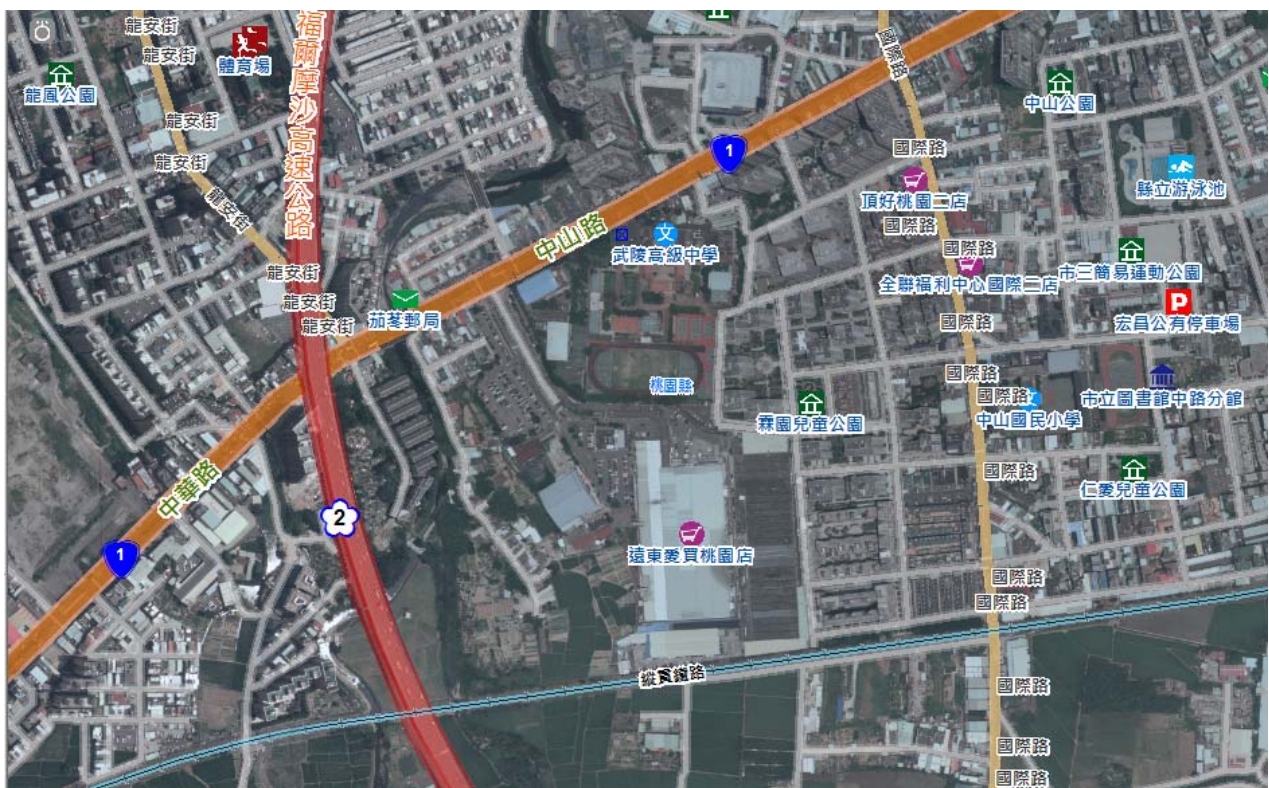 龍安街
龍安街
龍安街
體育場
龍鳳公園
龍安街
龍安街
龍安街
龍安街
龍安街
龍安街
福爾摩沙高速公路
國際路
中山公園
1
國際路
縣立游泳池
頂好桃園二店
國際路
中山路
武陵高級中學
國際路
市三簡易運動公園
全聯福利中心國際二店
P
宏昌公有停車場
茄苳郵局
國際路
桃園縣
國際路
文
國際路
文
中山國民小學
市立圖書館中路分館
霖園兒童公園
國際路
仁愛兒童公園
中華路
2
1
遠東愛買桃園店
國際路
國際路
縱貫鐵路
國際路
國際路
國際路